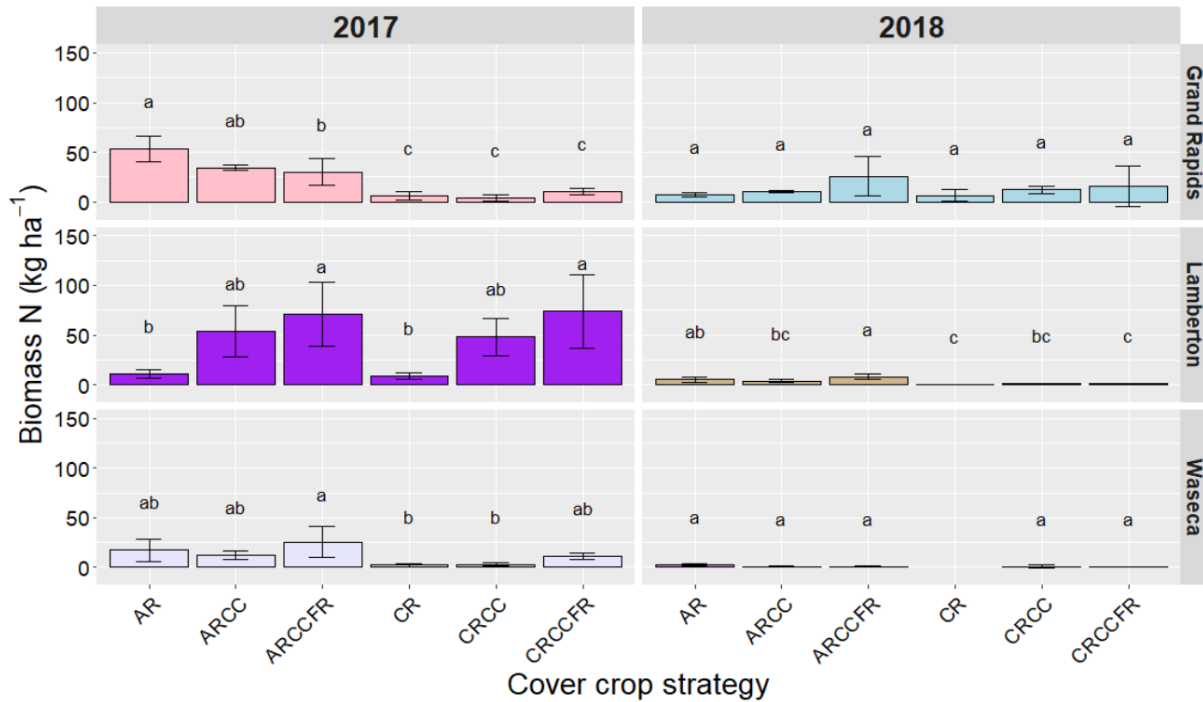 2017 2018
150
100
50
0
a ab b c c c
a a a a a a
Grand Rapids
150
100
50
0
b ab a b ab a
ab bc a c bc c
Lamberton
150
100
50
0
ab ab a b b ab
a a a a a
Waseca
Biomass N (kg ha⁻¹)
AR ARCC ARCCFR CR CRCC CRCCFR
AR ARCC ARCCFR CR CRCC CRCCFR
Cover crop strategy